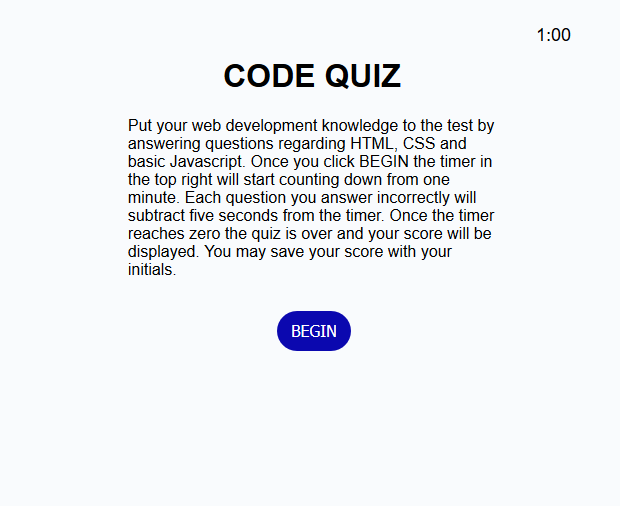 1:00
CODE QUIZ
Put your web development knowledge to the test by
answering questions regarding HTML, CSS and
basic Javascript. Once you click BEGIN the timer in
the top right will start counting down from one
minute. Each question you answer incorrectly will
subtract five seconds from the timer. Once the timer
reaches zero the quiz is over and your score will be
displayed. You may save your score with your
initials.
BEGIN